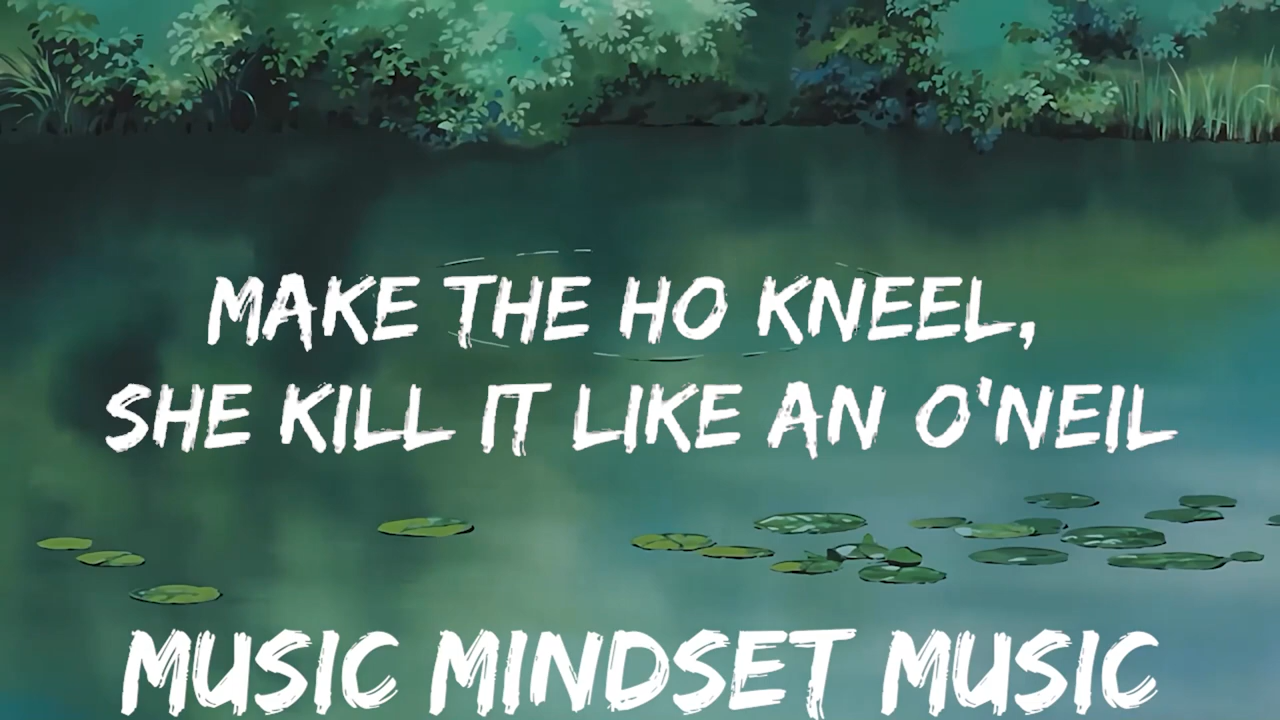 MAKE THE HO KNEEL,
SHE KILL IT LIKE AN O'NEIL
MUSIC MINDSET MUSIC